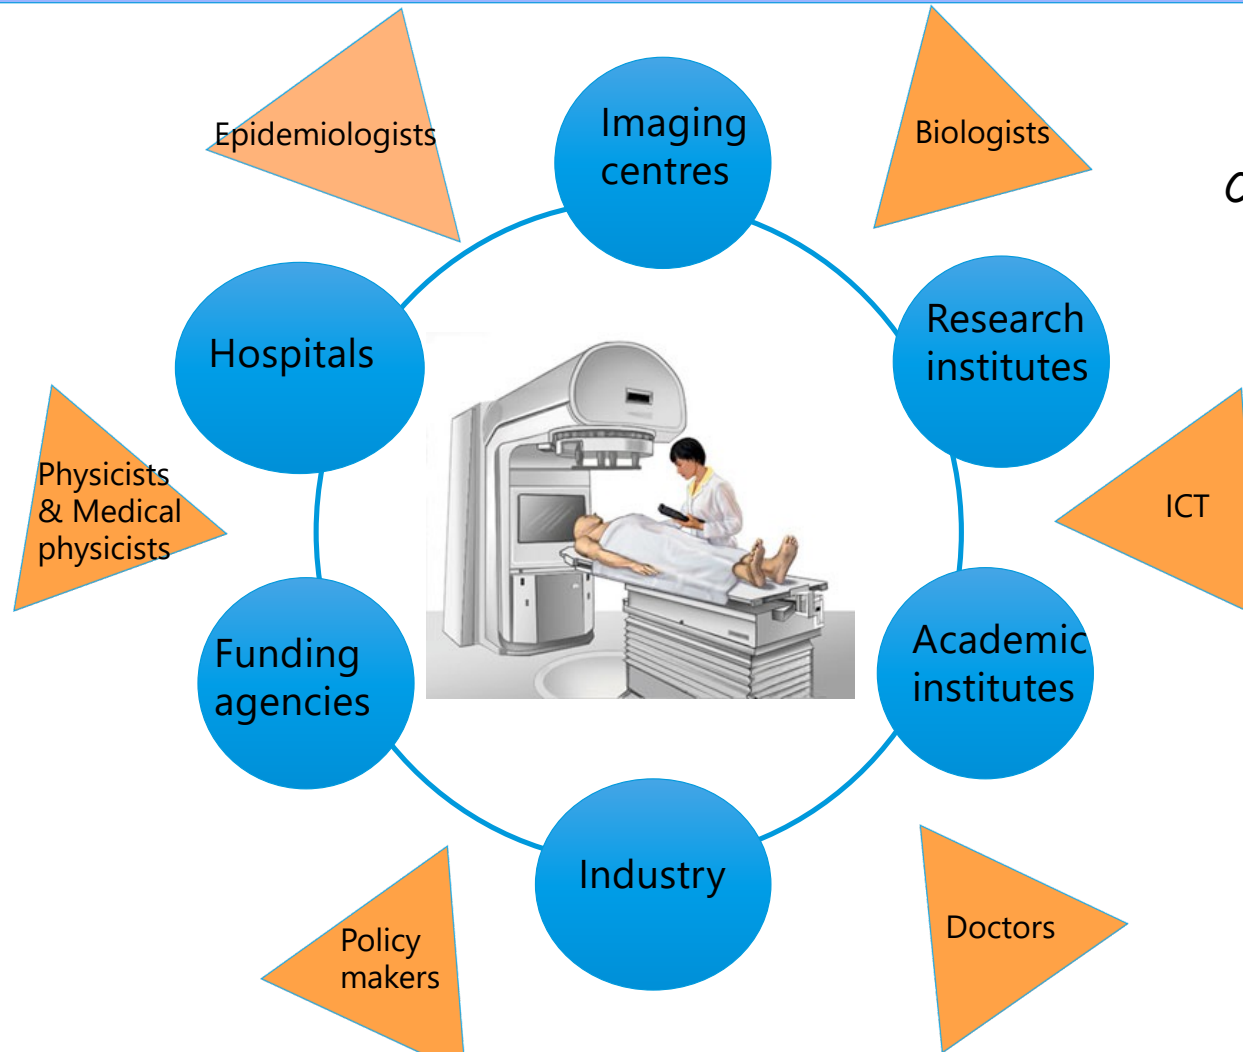 Epidemiologists
Imaging
centres
Biologists
Hospitals
Research
institutes
Physicists
& Medical
physicists
ICT
Funding
agencies
Academic
institutes
Industry
Policy
makers
Doctors